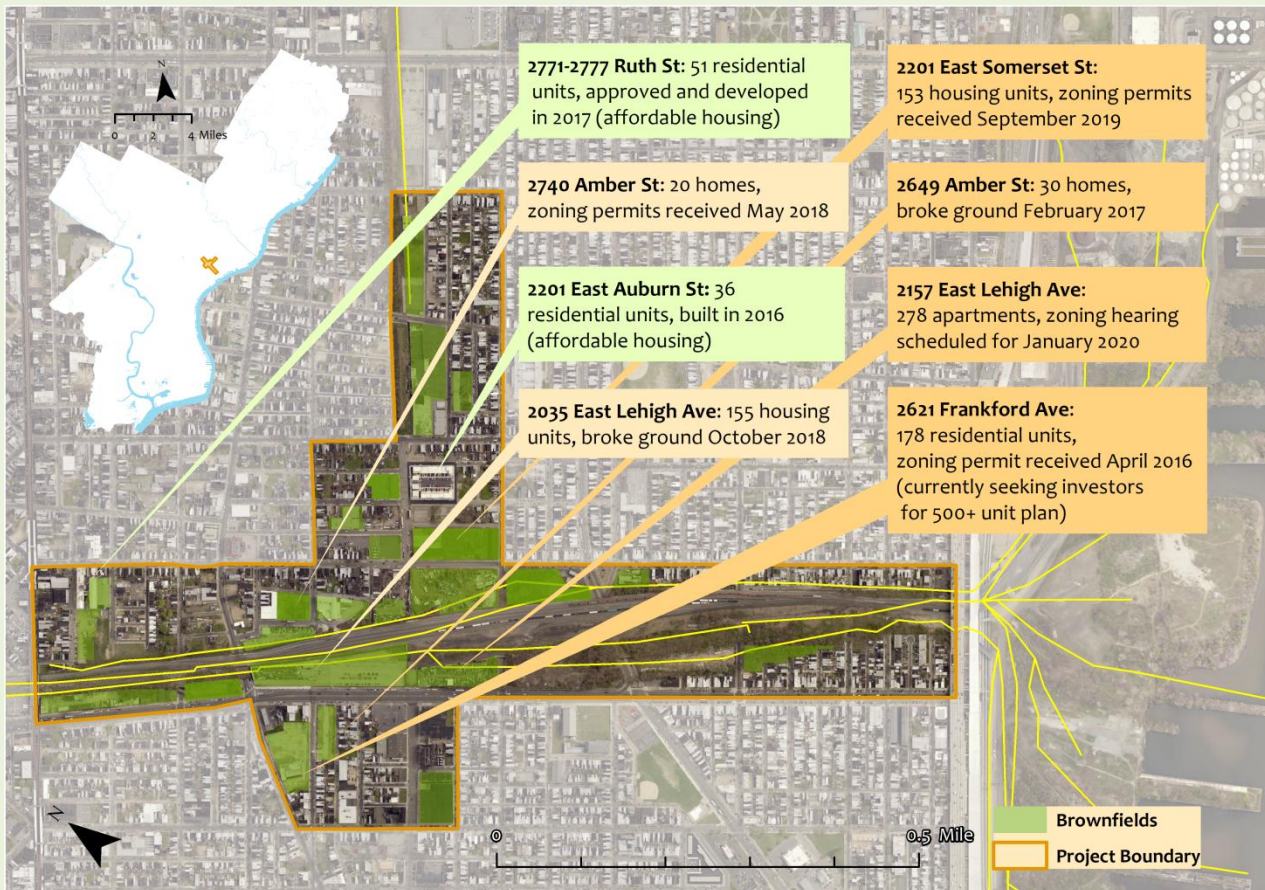 N
0 2 4 Miles
2771-2777 Ruth St: 51 residential
units, approved and developed
in 2017 (affordable housing)
2740 Amber St: 20 homes,
zoning permits received May 2018
2201 East Auburn St: 36
residential units, built in 2016
(affordable housing)
2035 East Lehigh Ave: 155 housing
units, broke ground October 2018
2201 East Somerset St:
153 housing units, zoning permits
received September 2019
2649 Amber St: 30 homes,
broke ground February 2017
2157 East Lehigh Ave:
278 apartments, zoning hearing
scheduled for January 2020
2621 Frankford Ave:
178 residential units,
zoning permit received April 2016
(currently seeking investors
for 500+ unit plan)
N
0 0.5 Mile
Brownfields
Project Boundary